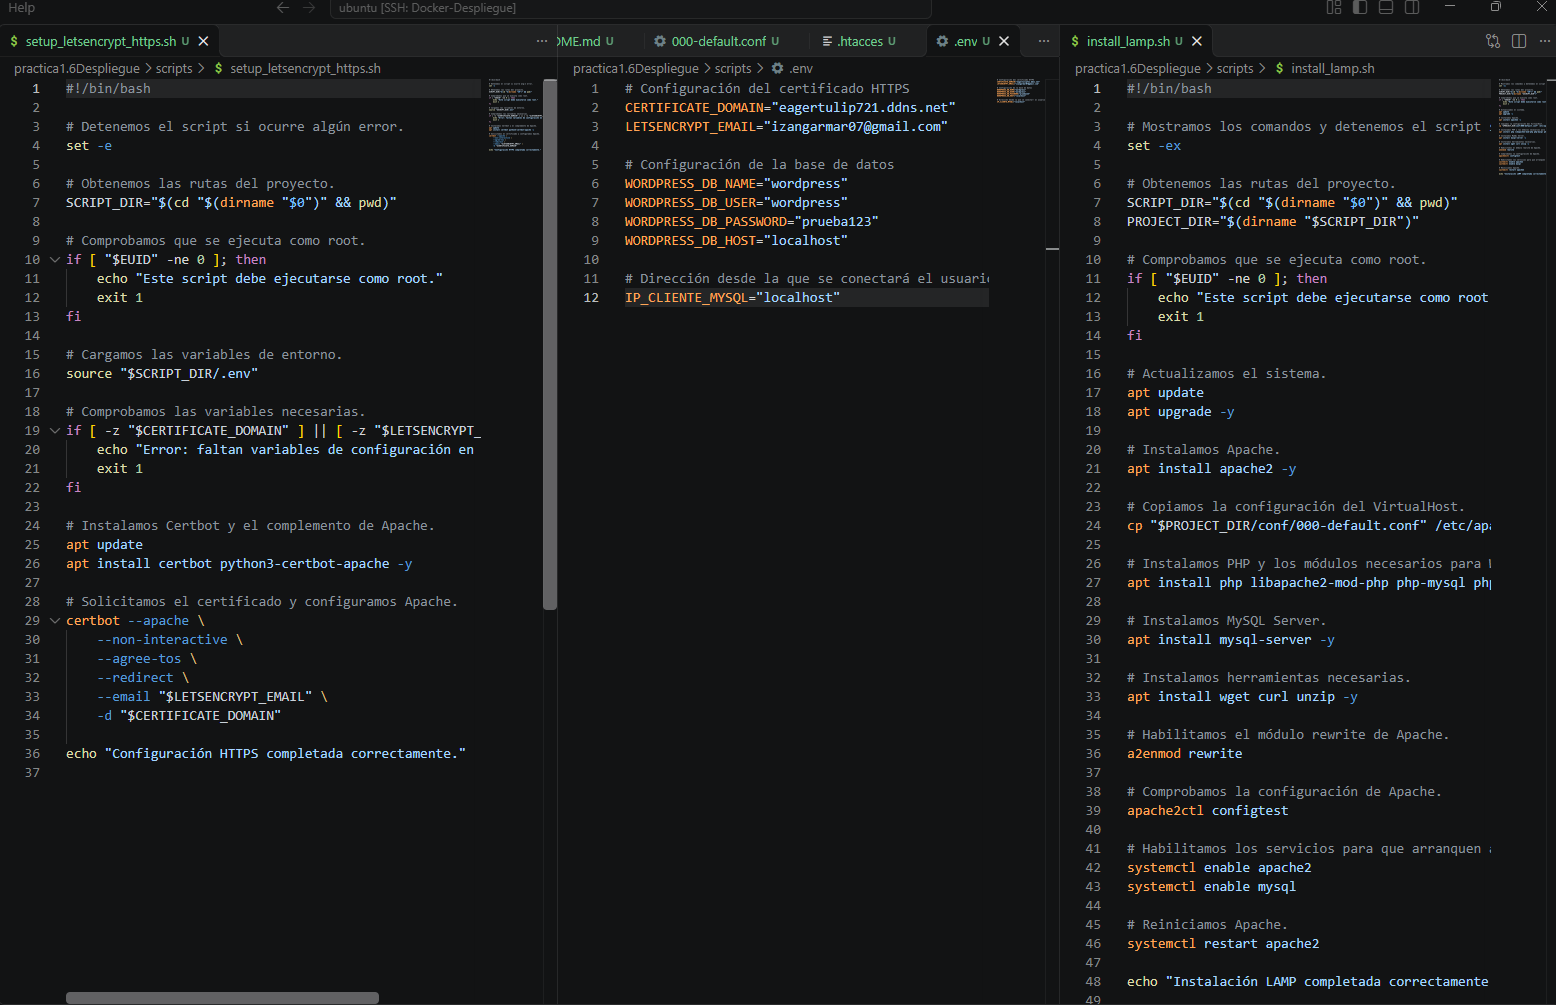 Help
ubuntu [SSH: Docker-Despliegue]
$ setup_letsencrypt_https.sh U
practica1.6Despliegue > scripts > $ setup_letsencrypt_https.sh
1 #!/bin/bash
2
3 # Detenemos el script si ocurre algún error.
4 set -e
5
6 # Obtenemos las rutas del proyecto.
7 SCRIPT_DIR="$(cd "$(dirname "$0")" && pwd)"
8
9 # Comprobamos que se ejecuta como root.
10 if [ "$EUID" -ne 0 ]; then
11 echo "Este script debe ejecutarse como root."
12 exit 1
13 fi
14
15 # Cargamos las variables de entorno.
16 source "$SCRIPT_DIR/.env"
17
18 # Comprobamos las variables necesarias.
19 if [ -z "$CERTIFICATE_DOMAIN" ] || [ -z "$LETSENCRYPT_
20 echo "Error: faltan variables de configuración en
21 exit 1
22 fi
23
24 # Instalamos Certbot y el complemento de Apache.
25 apt update
26 apt install certbot python3-certbot-apache -y
27
28 # Solicitamos el certificado y configuramos Apache.
29 certbot --apache \
30 --non-interactive \
31 --agree-tos \
32 --redirect \
33 --email "$LETSENCRYPT_EMAIL" \
34 -d "$CERTIFICATE_DOMAIN"
35
36 echo "Configuración HTTPS completada correctamente."
37
OME.md U
000-default.conf U
.htacces U
.env U
practica1.6Despliegue > scripts > .env
1 # Configuración del certificado HTTPS
2 CERTIFICATE_DOMAIN="eagertulip721.ddns.net"
3 LETSENCRYPT_EMAIL="izangarmar07@gmail.com"
4
5 # Configuración de la base de datos
6 WORDPRESS_DB_NAME="wordpress"
7 WORDPRESS_DB_USER="wordpress"
8 WORDPRESS_DB_PASSWORD="prueba123"
9 WORDPRESS_DB_HOST="localhost"
10
11 # Dirección desde la que se conectará el usuario
12 IP_CLIENTE_MYSQL="localhost"
$ install_lamp.sh U
practica1.6Despliegue > scripts > $ install_lamp.sh
1 #!/bin/bash
2
3 # Mostramos los comandos y detenemos el script s
4 set -ex
5
6 # Obtenemos las rutas del proyecto.
7 SCRIPT_DIR="$(cd "$(dirname "$0")" && pwd)"
8 PROJECT_DIR="$(dirname "$SCRIPT_DIR")"
9
10 # Comprobamos que se ejecuta como root.
11 if [ "$EUID" -ne 0 ]; then
12 echo "Este script debe ejecutarse como root
13 exit 1
14 fi
15
16 # Actualizamos el sistema.
17 apt update
18 apt upgrade -y
19
20 # Instalamos Apache.
21 apt install apache2 -y
22
23 # Copiamos la configuración del VirtualHost.
24 cp "$PROJECT_DIR/conf/000-default.conf" /etc/apa
25
26 # Instalamos PHP y los módulos necesarios para W
27 apt install php libapache2-mod-php php-mysql php
28
29 # Instalamos MySQL Server.
30 apt install mysql-server -y
31
32 # Instalamos herramientas necesarias.
33 apt install wget curl unzip -y
34
35 # Habilitamos el módulo rewrite de Apache.
36 a2enmod rewrite
37
38 # Comprobamos la configuración de Apache.
39 apache2ctl configtest
40
41 # Habilitamos los servicios para que arranquen a
42 systemctl enable apache2
43 systemctl enable mysql
44
45 # Reiniciamos Apache.
46 systemctl restart apache2
47
48 echo "Instalación LAMP completada correctamente
49